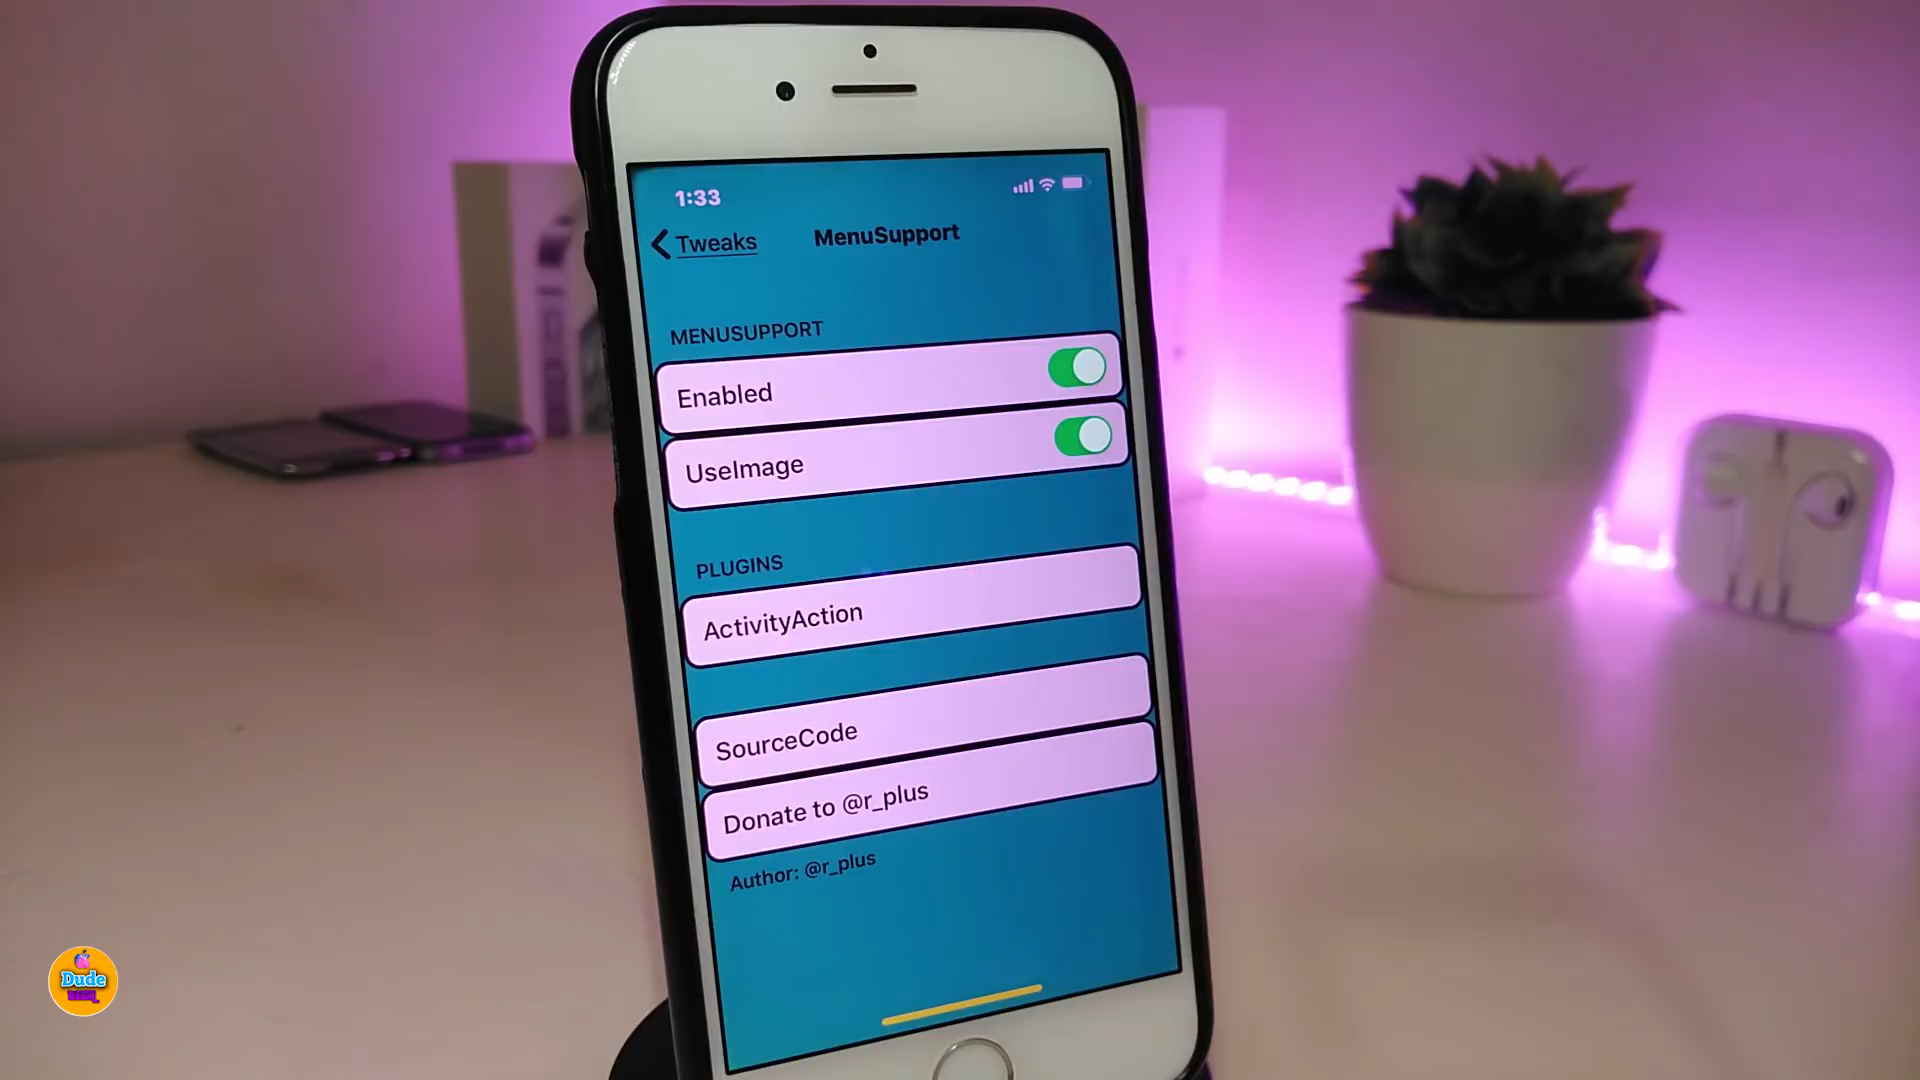 1:33
Tweaks
MenuSupport
MENUSUPPORT
Enabled
UseImage
PLUGINS
ActivityAction
SourceCode
Donate to @r_plus
Author: @r_plus
Dude